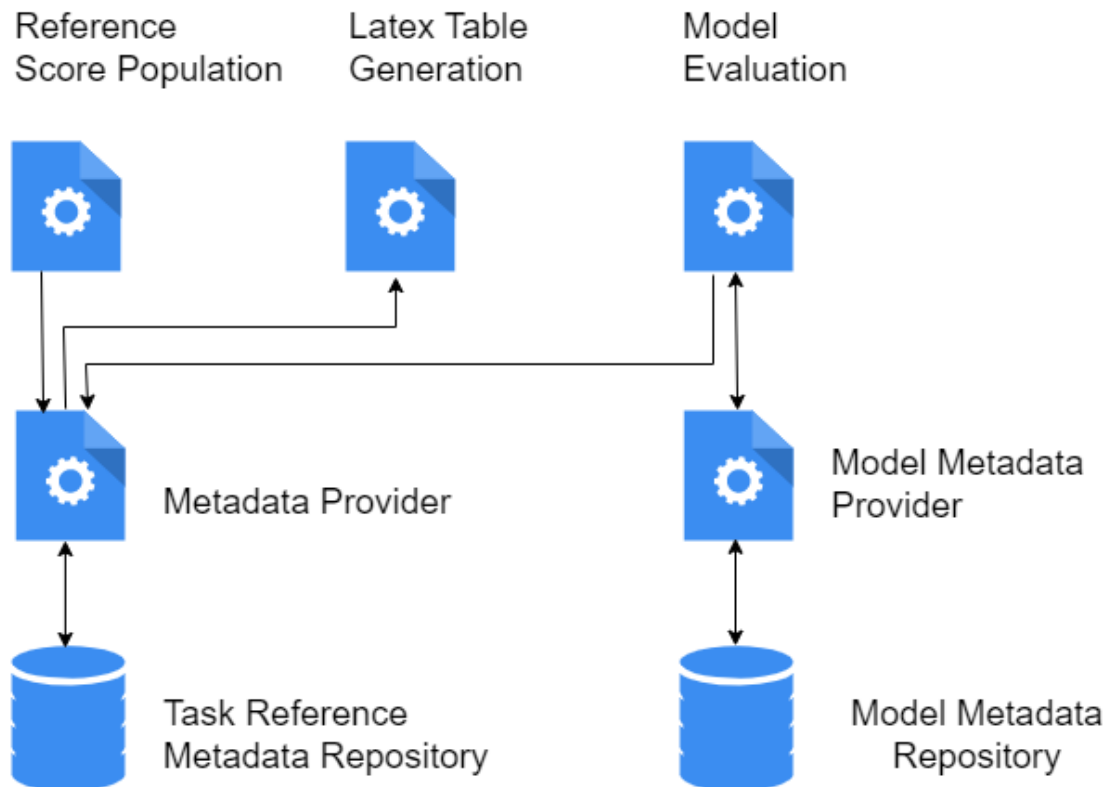 Reference
Score Population
Latex Table
Generation
Model
Evaluation
Metadata Provider
Model Metadata
Provider
Task Reference
Metadata Repository
Model Metadata
Repository